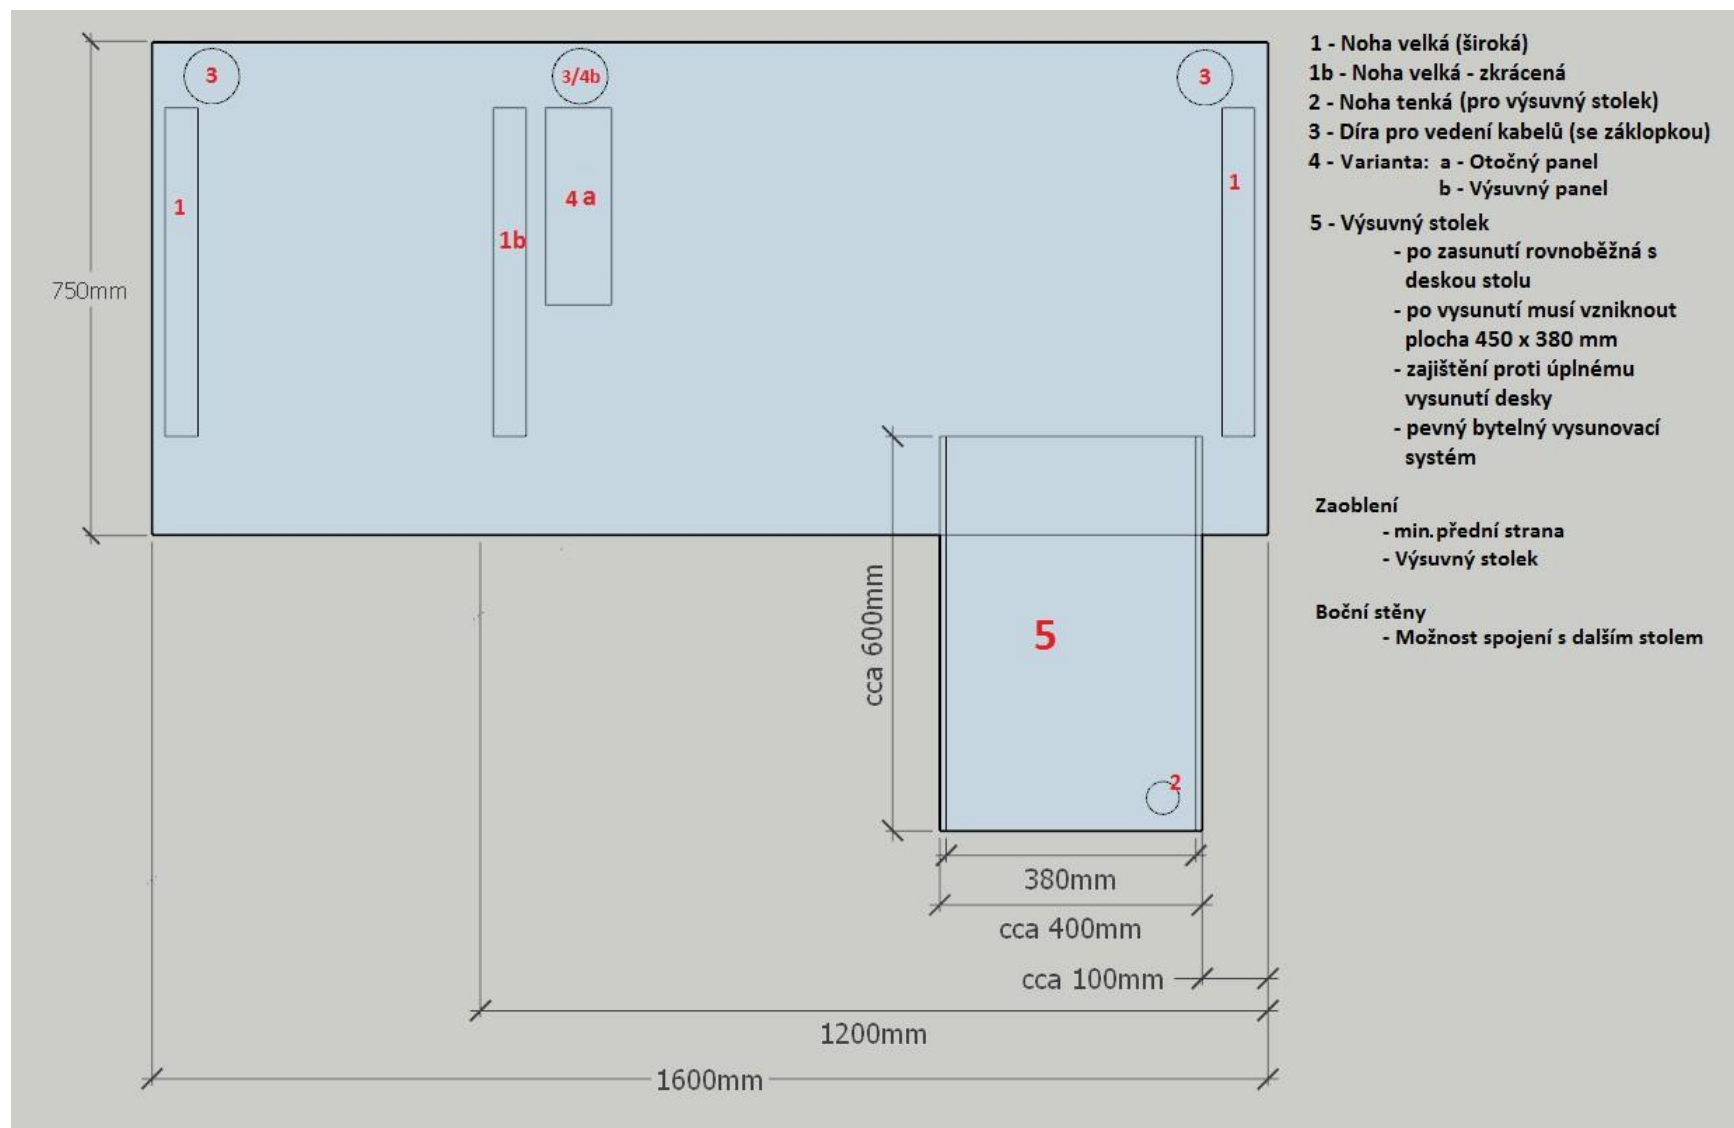 3
3/4b
3
1 - Noha velká (široká)
1b - Noha velká - zkrácená
2 - Noha tenká (pro výsuvný stolek)
3 - Díra pro vedení kabelů (se záklopkou)
4 - Varianta: a - Otočný panel
b - Výsuvný panel
5 - Výsuvný stolek
- po zasunutí rovnoběžná s
deskou stolu
- po vysunutí musí vzniknout
plocha 450 x 380 mm
- zajištění proti úplnému
vysunutí desky
- pevný bytelný vysunovací
systém
Zaoblení
- min.přední strana
- Výsuvný stolek
Boční stěny
- Možnost spojení s dalším stolem
1
1b
4 a
1
750mm
cca 600mm
5
2
380mm
cca 400mm
cca 100mm
1200mm
1600mm